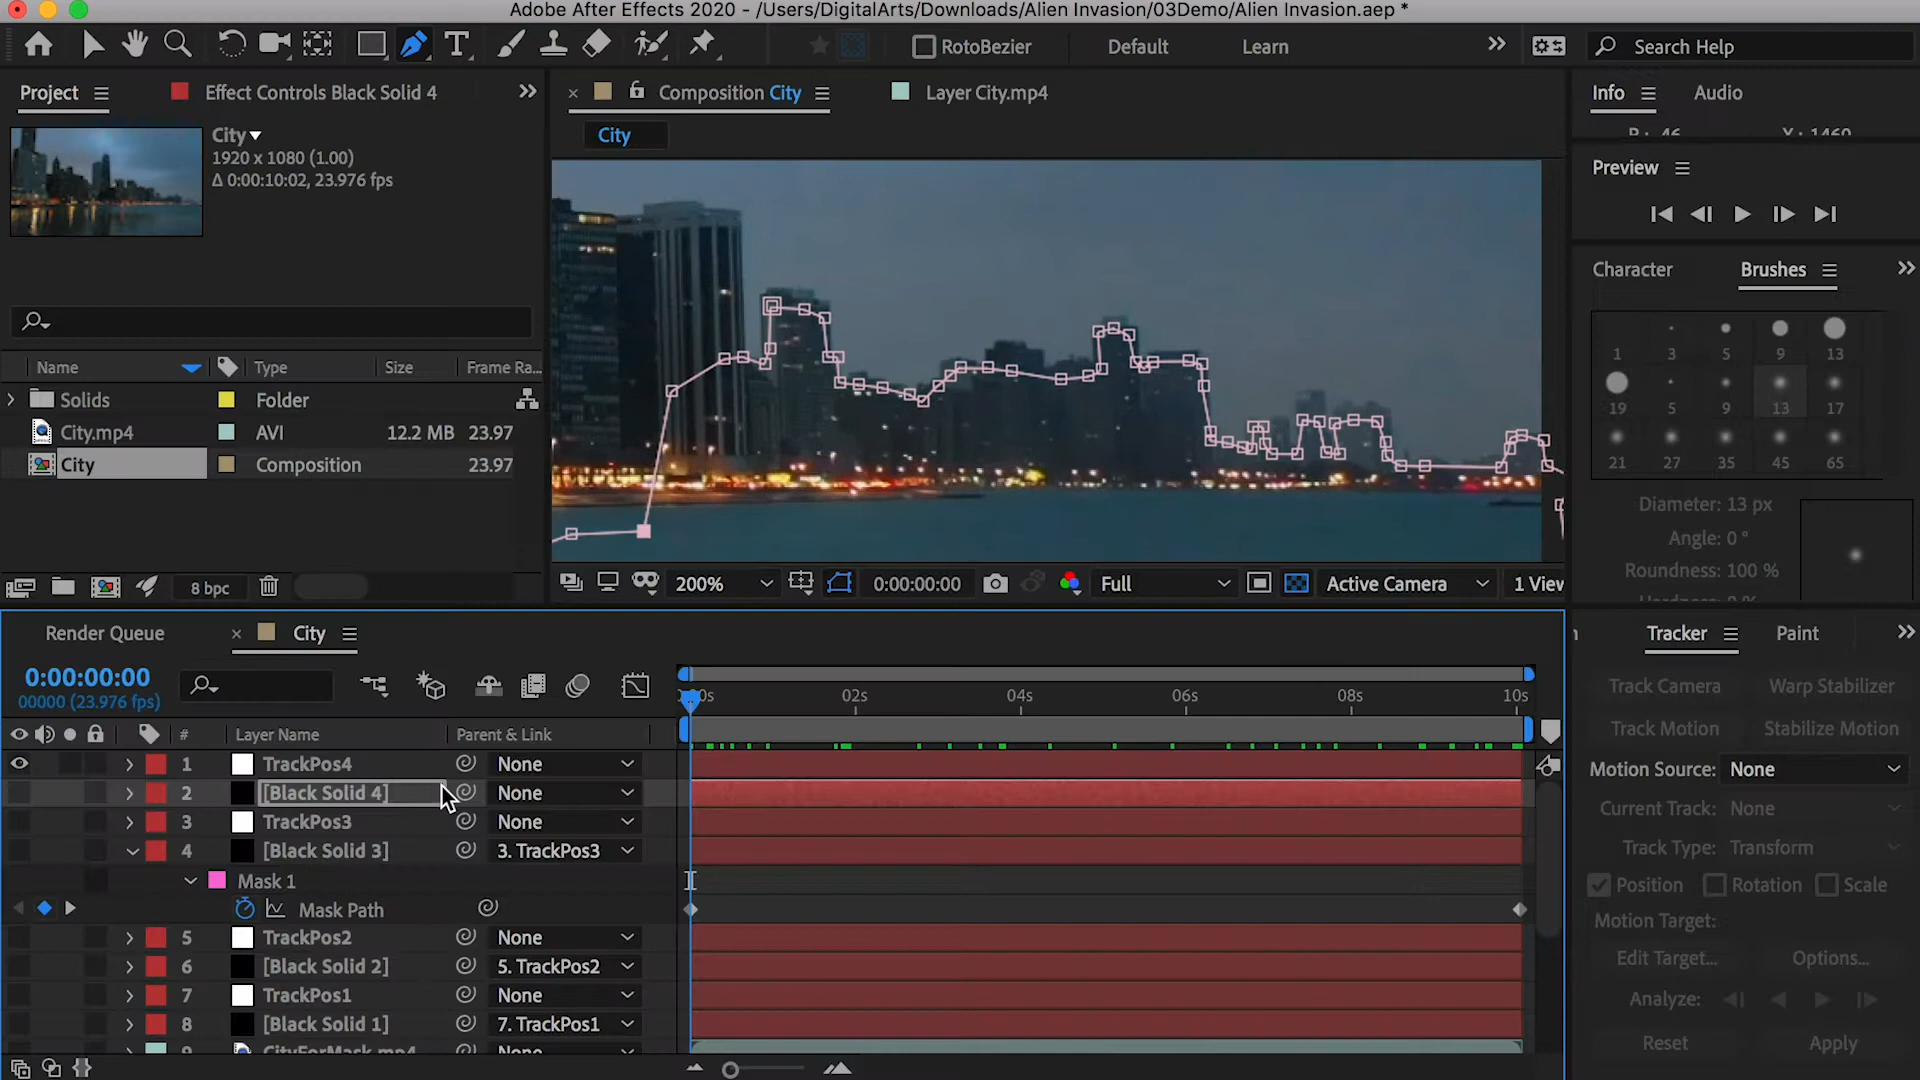 Adobe After Effects 2020 - /Users/DigitalArts/Downloads/Alien Invasion/03Demo/Alien Invasion.aep *
RotoBezier
Default
Learn
Search Help
Project
Effect Controls Black Solid 4
Composition City
Layer City.mp4
Info
Audio
City
1920 x 1080 (1.00)
Δ 0:00:10:02, 23.976 fps
City
Preview
Character
Brushes
1 3 5 9 13
19 5 9 13 17
21 27 35 45 65
Diameter: 13 px
Angle: 0 °
Roundness: 100 %
Name Type Size Frame Ra...
Solids Folder
City.mp4 AVI 12.2 MB 23.97
City Composition 23.97
8 bpc
200%
0:00:00:00
Full
Active Camera
1 View
Render Queue
City
Tracker
Paint
0:00:00:00
00000 (23.976 fps)
02s 04s 06s 08s 10s
Track Camera Warp Stabilizer
Track Motion Stabilize Motion
Motion Source: None
Current Track: None
Track Type: Transform
Position Rotation Scale
Motion Target:
Edit Target... Options...
Analyze:
Reset Apply
# Layer Name Parent & Link
1 TrackPos4 None
2 [Black Solid 4] None
3 TrackPos3 None
4 [Black Solid 3] 3. TrackPos3
Mask 1
Mask Path
5 TrackPos2 None
6 [Black Solid 2] 5. TrackPos2
7 TrackPos1 None
8 [Black Solid 1] 7. TrackPos1